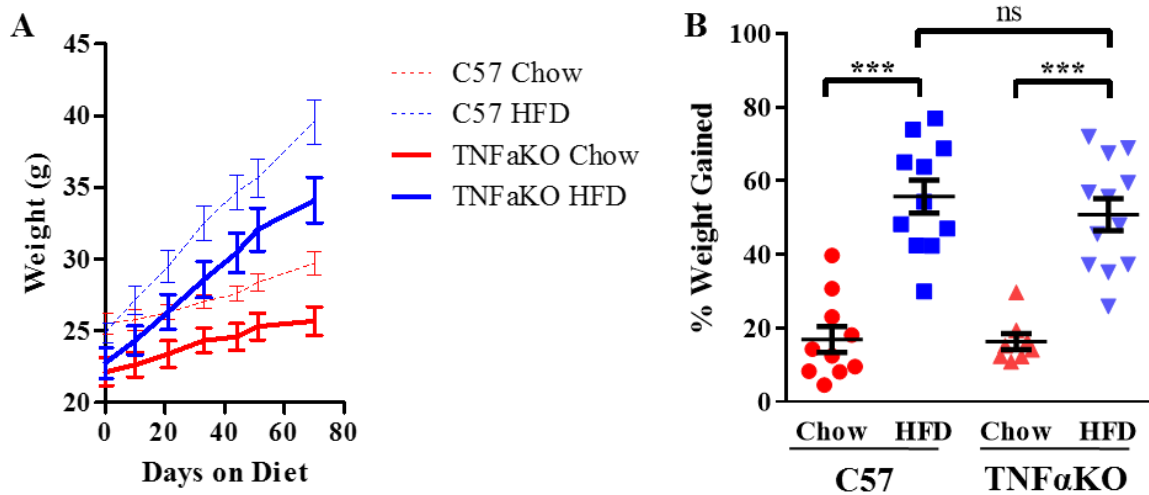 A
45
40
35
30
25
20
Weight (g)
0 20 40 60 80
Days on Diet
C57 Chow
C57 HFD
TNFaKO Chow
TNFaKO HFD
B
ns
*** ***
100
80
60
40
20
0
% Weight Gained
Chow HFD Chow HFD
C57 TNFαKO